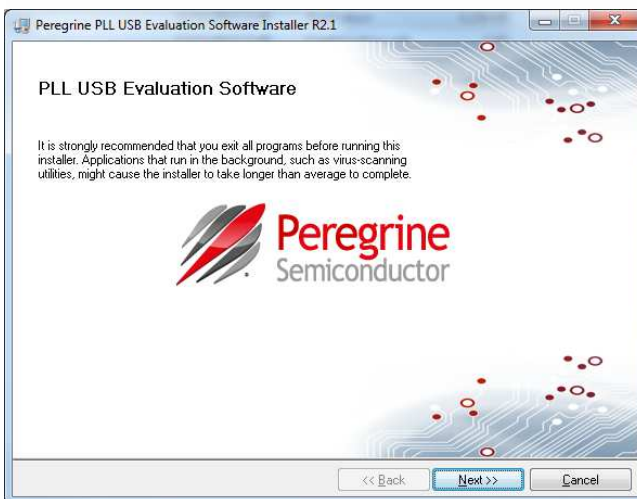 Peregrine PLL USB Evaluation Software Installer R2.1
PLL USB Evaluation Software
It is strongly recommended that you exit all programs before running this
installer. Applications that run in the background, such as virus-scanning
utilities, might cause the installer to take longer than average to complete.
Peregrine
Semiconductor
<< Back
Next >>
Cancel